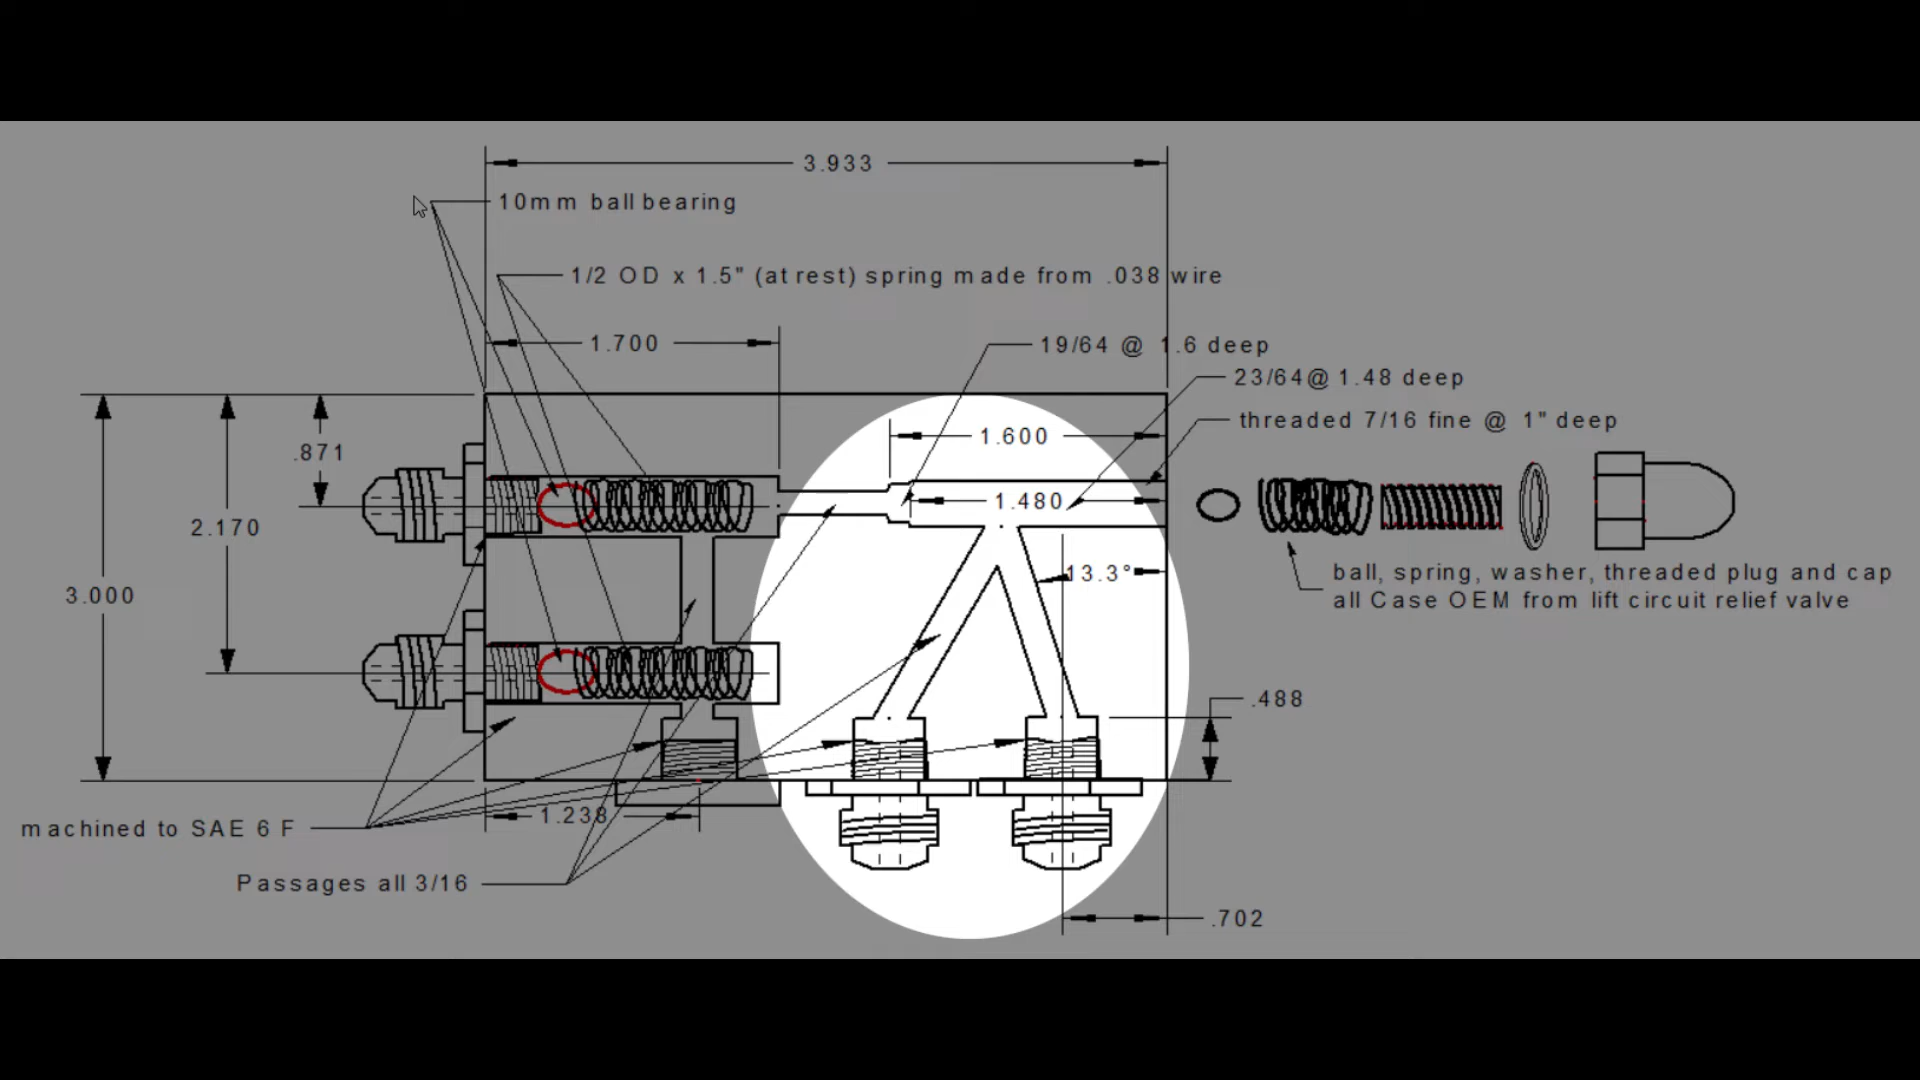 3.933
10mm ball bearing
1/2 OD x 1.5" (at rest) spring made from .038 wire
1.700
19/64 @ 1.6 deep
23/64@ 1.48 deep
threaded 7/16 fine @ 1" deep
1.600
.871
1.480
2.170
13.3°
ball, spring, washer, threaded plug and cap
all Case OEM from lift circuit relief valve
3.000
.488
1.238
machined to SAE 6 F
Passages all 3/16
.702